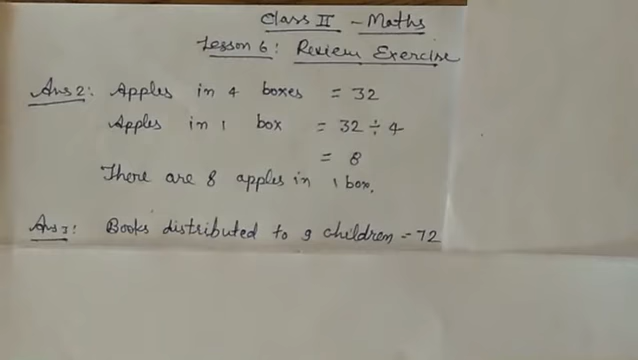 Class II - Maths
Lesson 6: Review Exercise
Ans 2: Apples in 4 boxes = 32
Apples in 1 box = 32 ÷ 4
= 8
There are 8 apples in 1 box.
Ans 3: Books distributed to 9 children = 72